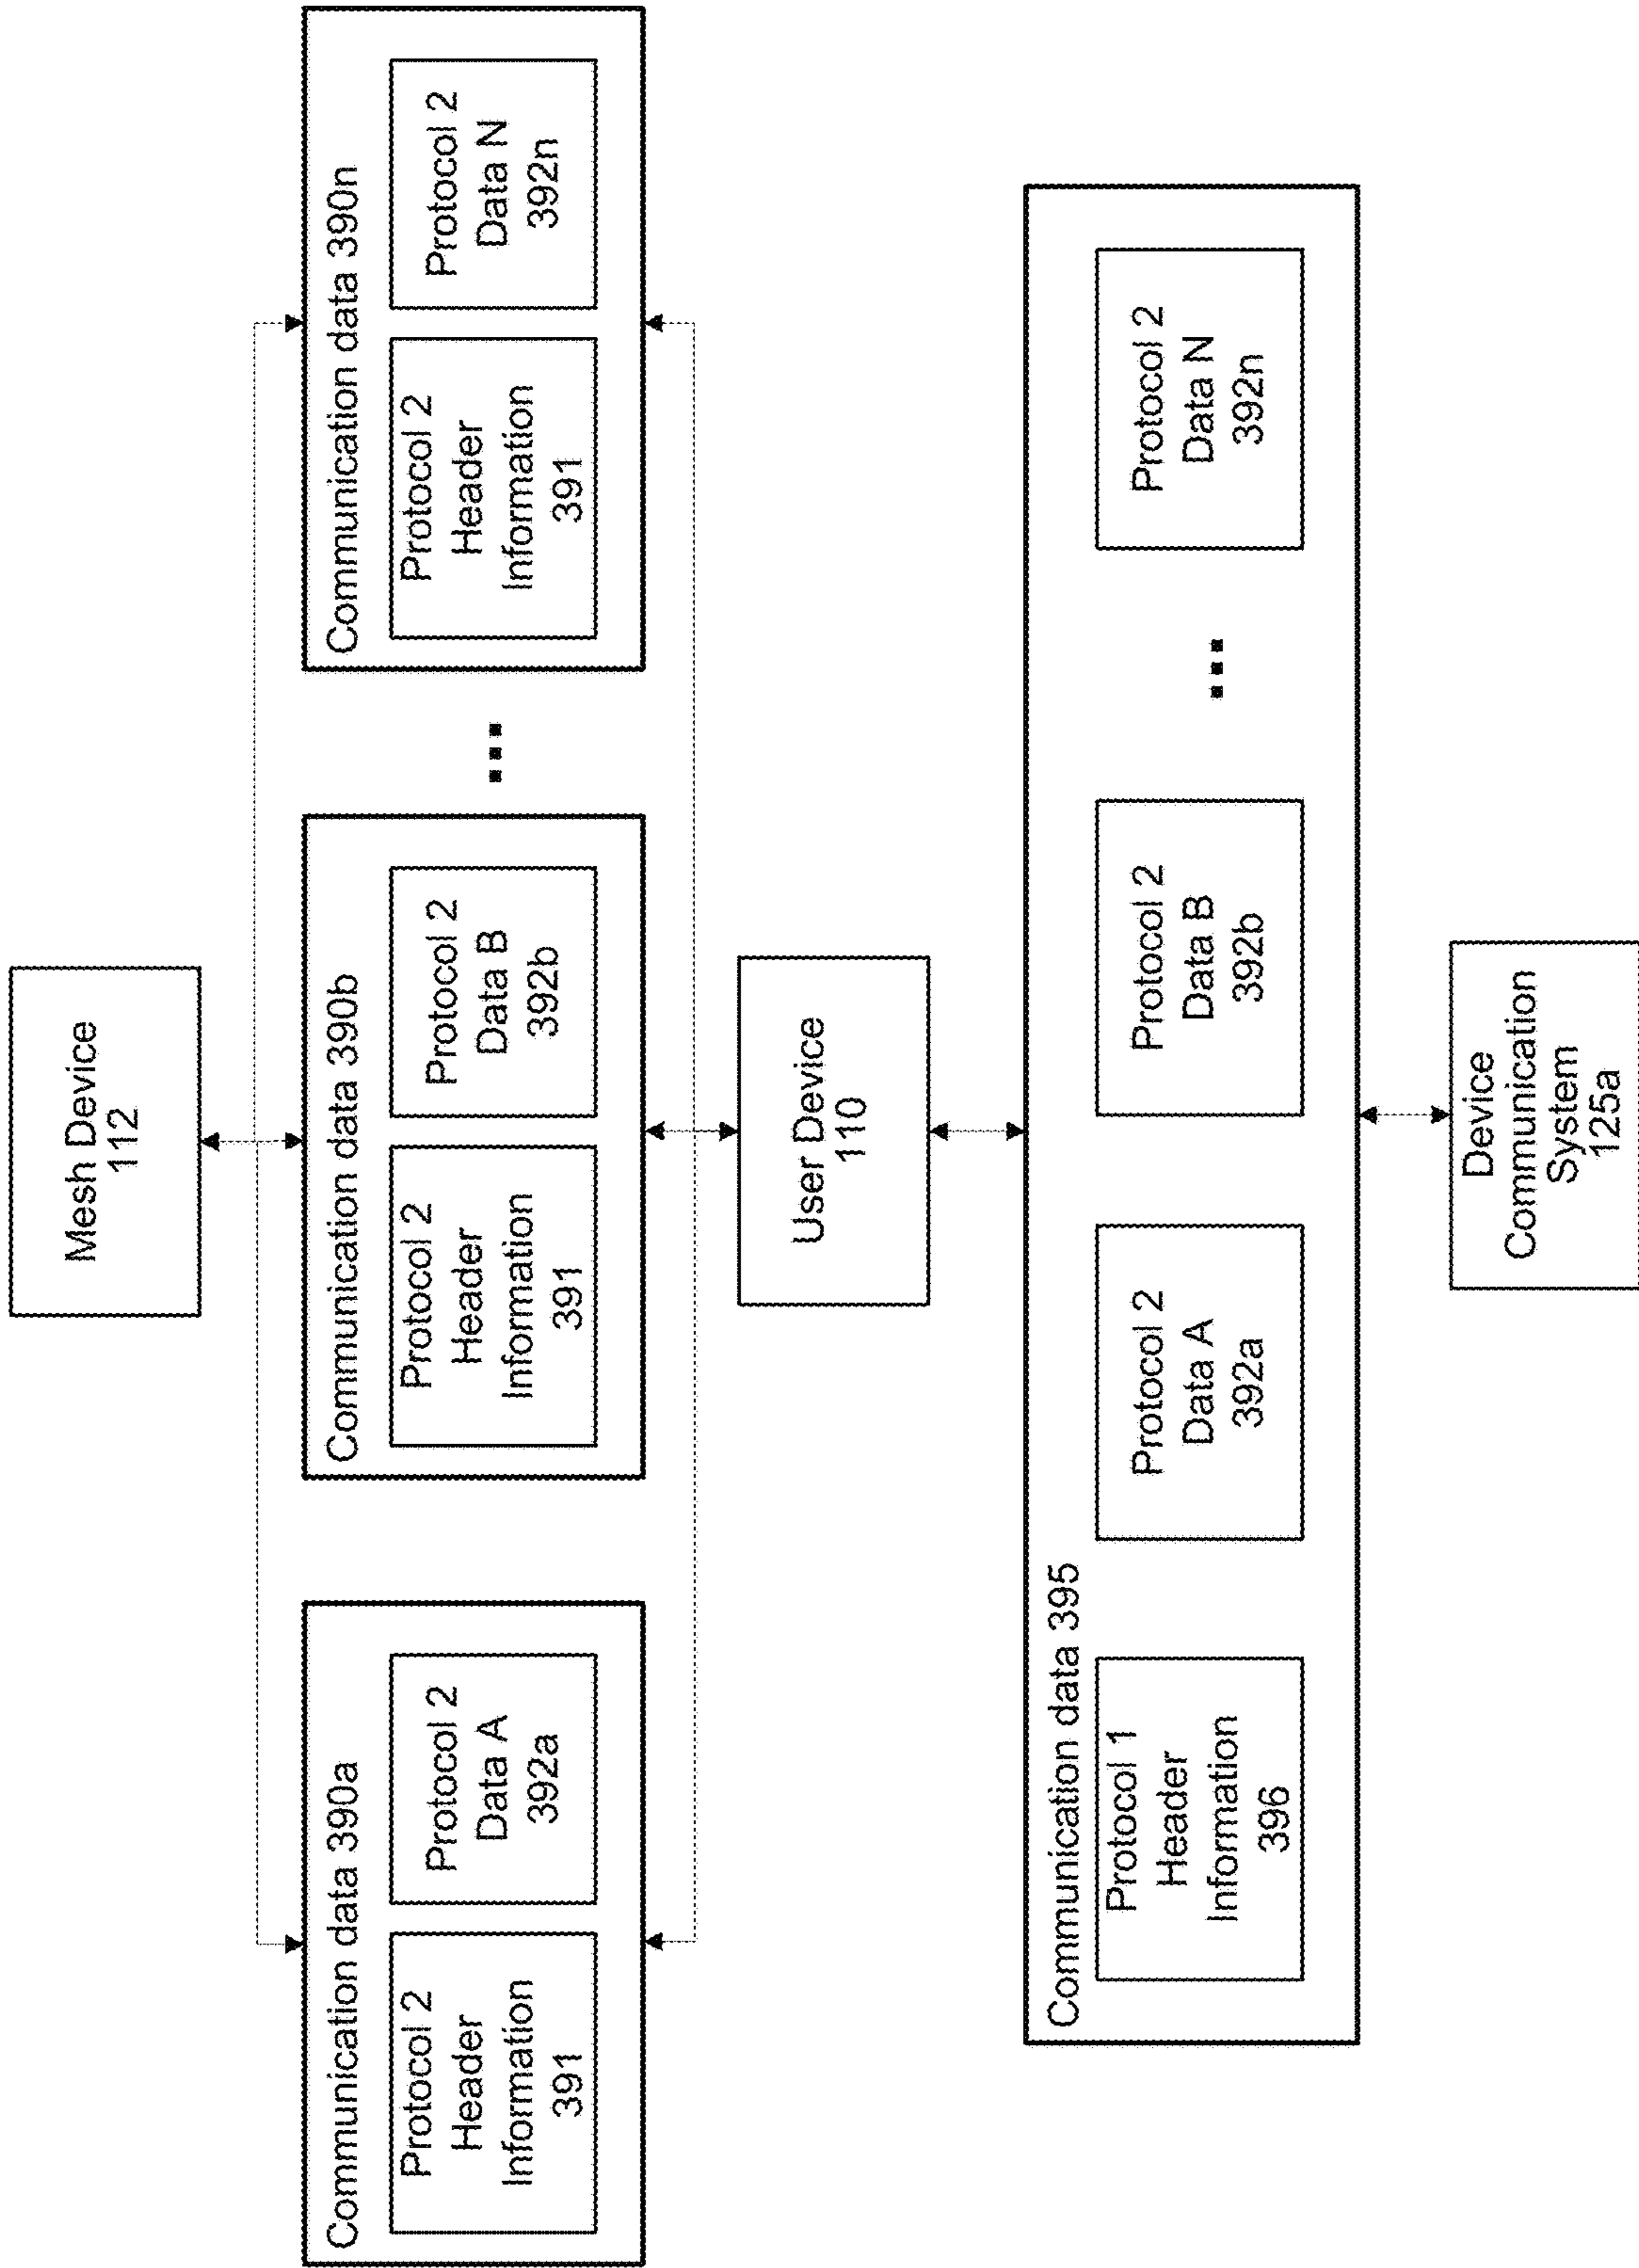 Mesh Device
112
Communication data 390a
Protocol 2
Header
Information
391
Protocol 2
Data A
392a
Communication data 390b
Protocol 2
Header
Information
391
Protocol 2
Data B
392b
...
Communication data 390n
Protocol 2
Header
Information
391
Protocol 2
Data N
392n
User Device
110
Communication data 395
Protocol 1
Header
Information
396
Protocol 2
Data A
392a
Protocol 2
Data B
392b
...
Protocol 2
Data N
392n
Device
Communication
System
125a